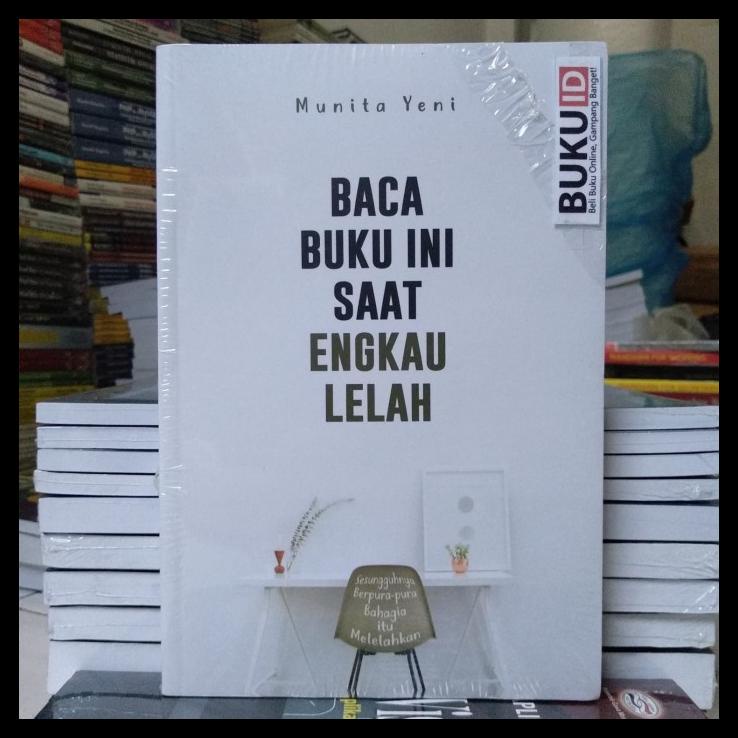 Munita Yeni
BACA
BUKU INI
SAAT
ENGKAU
LELAH
Sesungguhnya
Berpura-pura
Bahagia
itu
Melelahkan
BUKU ID
Beli Buku Online, Gampang Banget!